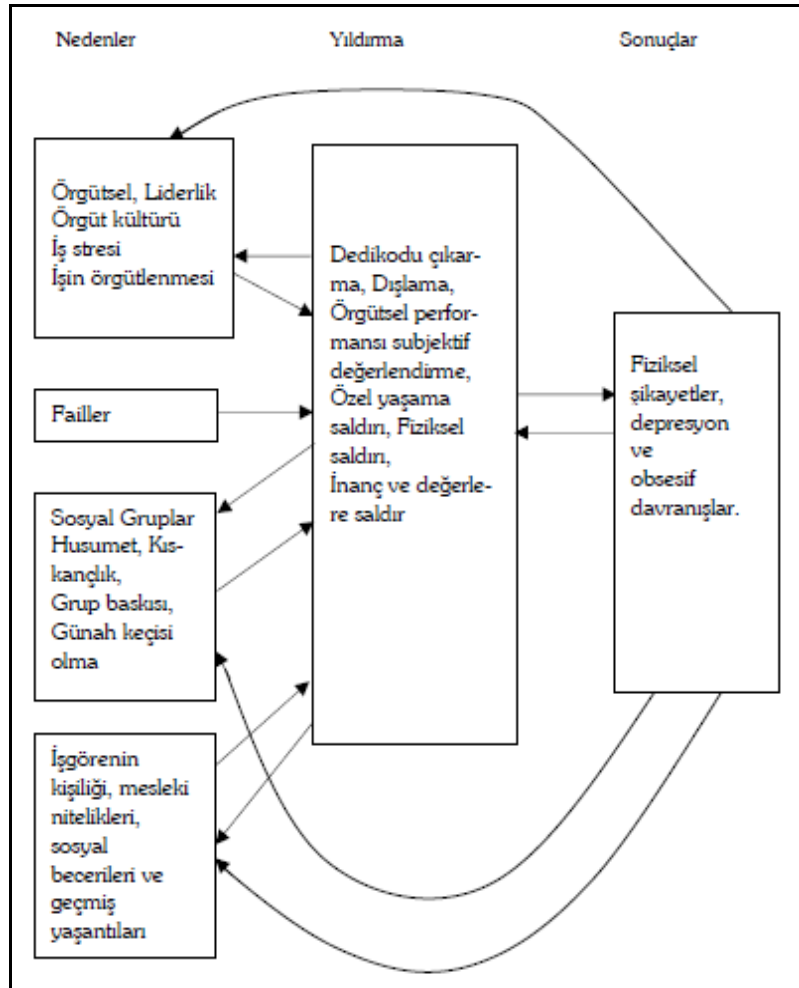 Nedenler
Yıldırma
Sonuçlar
Örgütsel, Liderlik
Örgüt kültürü
İş stresi
İşin örgütlenmesi
Failler
Sosyal Gruplar
Husumet, Kıs-
kançlık,
Grup baskısı,
Günah keçisi
olma
İşgörenin
kişiliği, mesleki
nitelikleri,
sosyal
becerileri ve
geçmiş
yaşantıları
Dedikodu çıkar-
ma, Dışlama,
Örgütsel perfor-
mansı subjektif
değerlendirme,
Özel yaşama
saldırı, Fiziksel
saldırı,
İnanç ve değerle-
re saldır
Fiziksel
şikayetler,
depresyon
ve
obsesif
davranışlar.